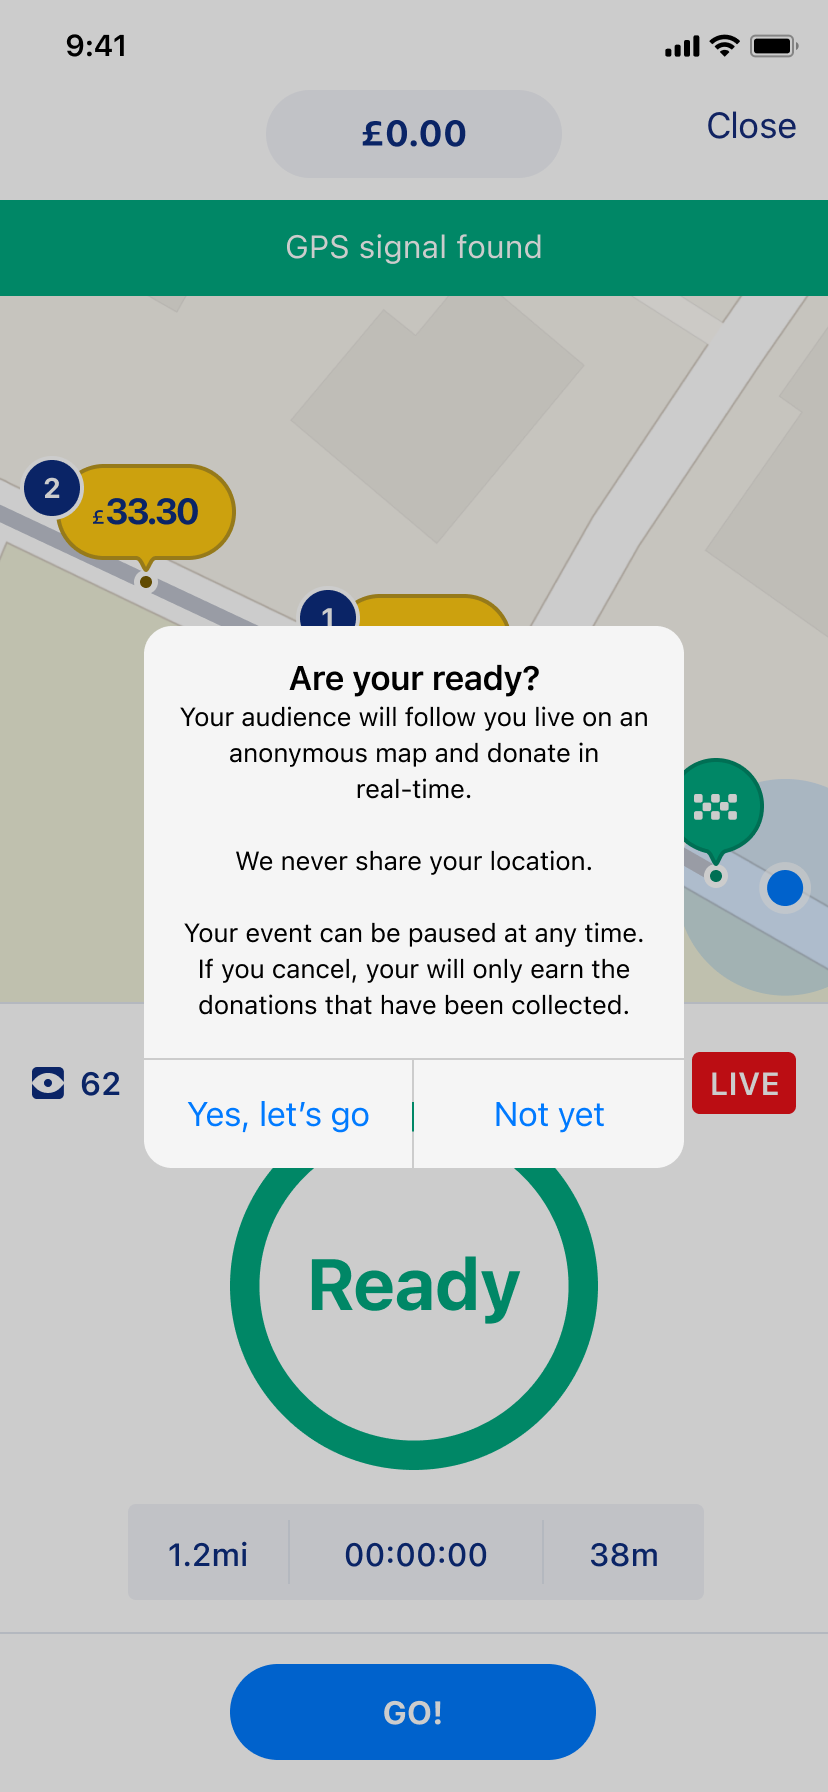 9:41
£0.00
Close
GPS signal found
2
£33.30
1
Are your ready?
Your audience will follow you live on an
anonymous map and donate in
real-time.
We never share your location.
Your event can be paused at any time.
If you cancel, your will only earn the
donations that have been collected.
62
LIVE
Yes, let’s go
Not yet
Ready
1.2mi
00:00:00
38m
GO!